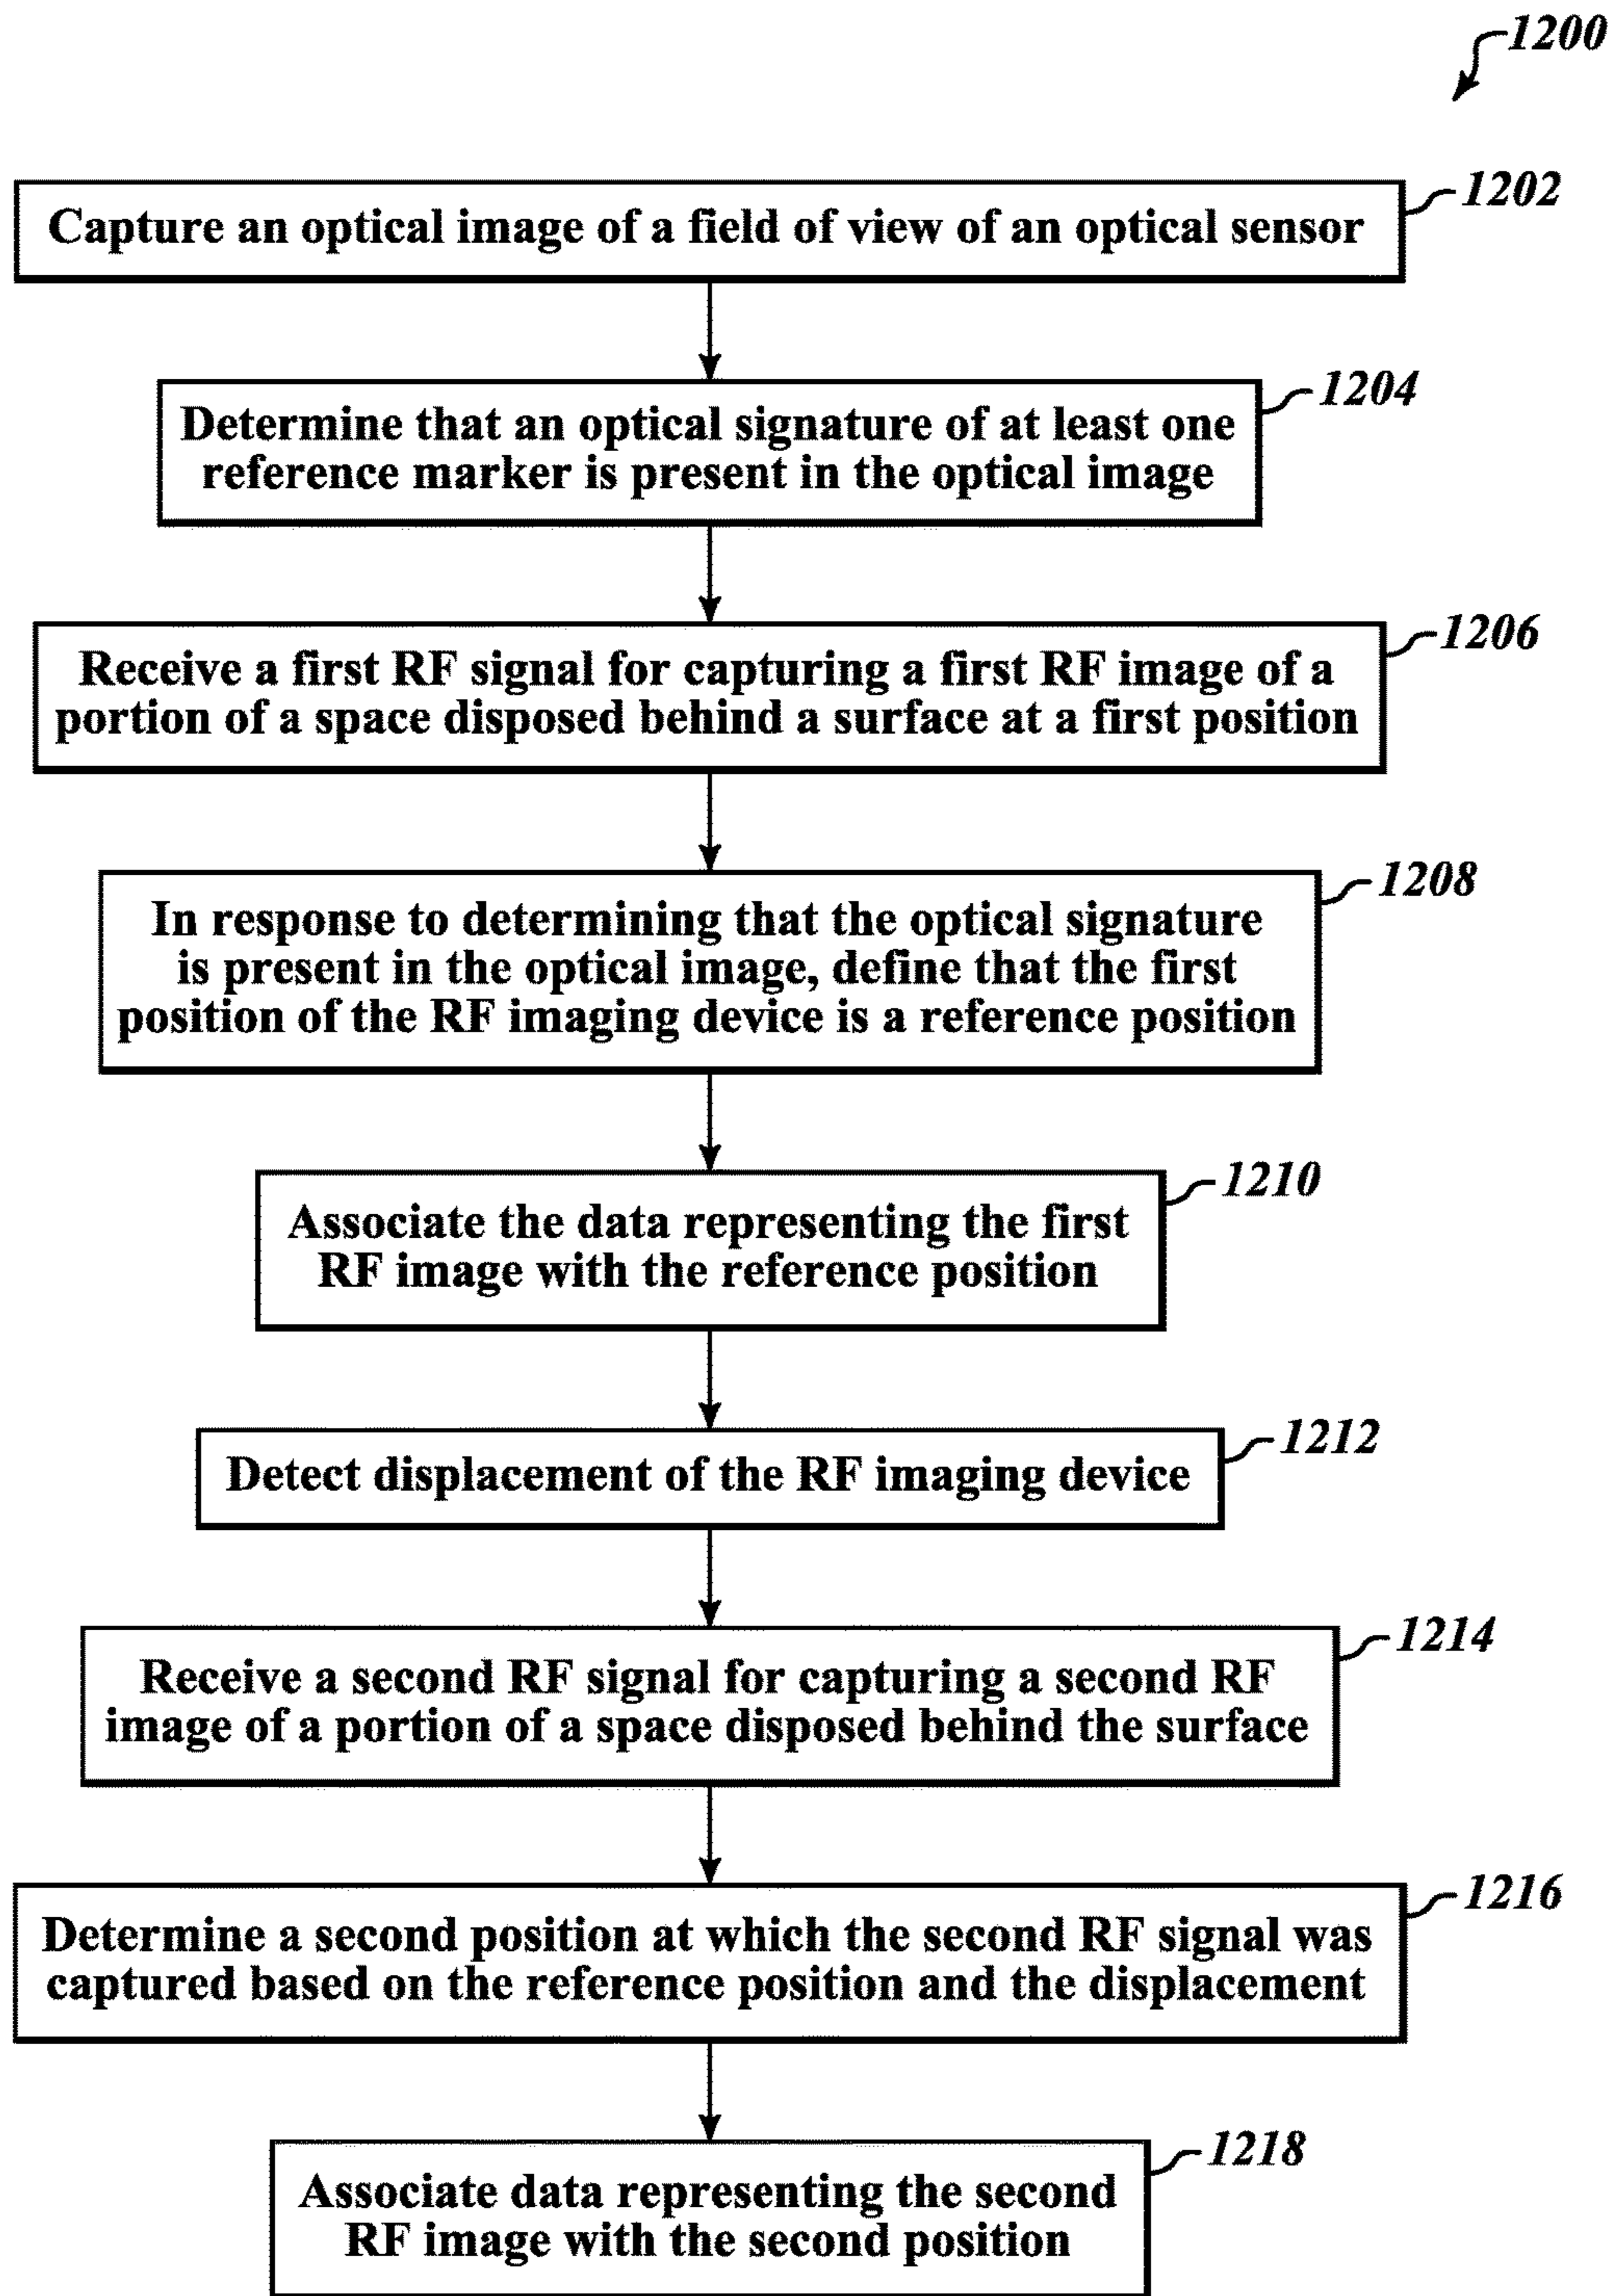 1200
1202
Capture an optical image of a field of view of an optical sensor
1204
Determine that an optical signature of at least one
reference marker is present in the optical image
1206
Receive a first RF signal for capturing a first RF image of a
portion of a space disposed behind a surface at a first position
1208
In response to determining that the optical signature
is present in the optical image, define that the first
position of the RF imaging device is a reference position
1210
Associate the data representing the first
RF image with the reference position
1212
Detect displacement of the RF imaging device
1214
Receive a second RF signal for capturing a second RF
image of a portion of a space disposed behind the surface
1216
Determine a second position at which the second RF signal was
captured based on the reference position and the displacement
1218
Associate data representing the second
RF image with the second position